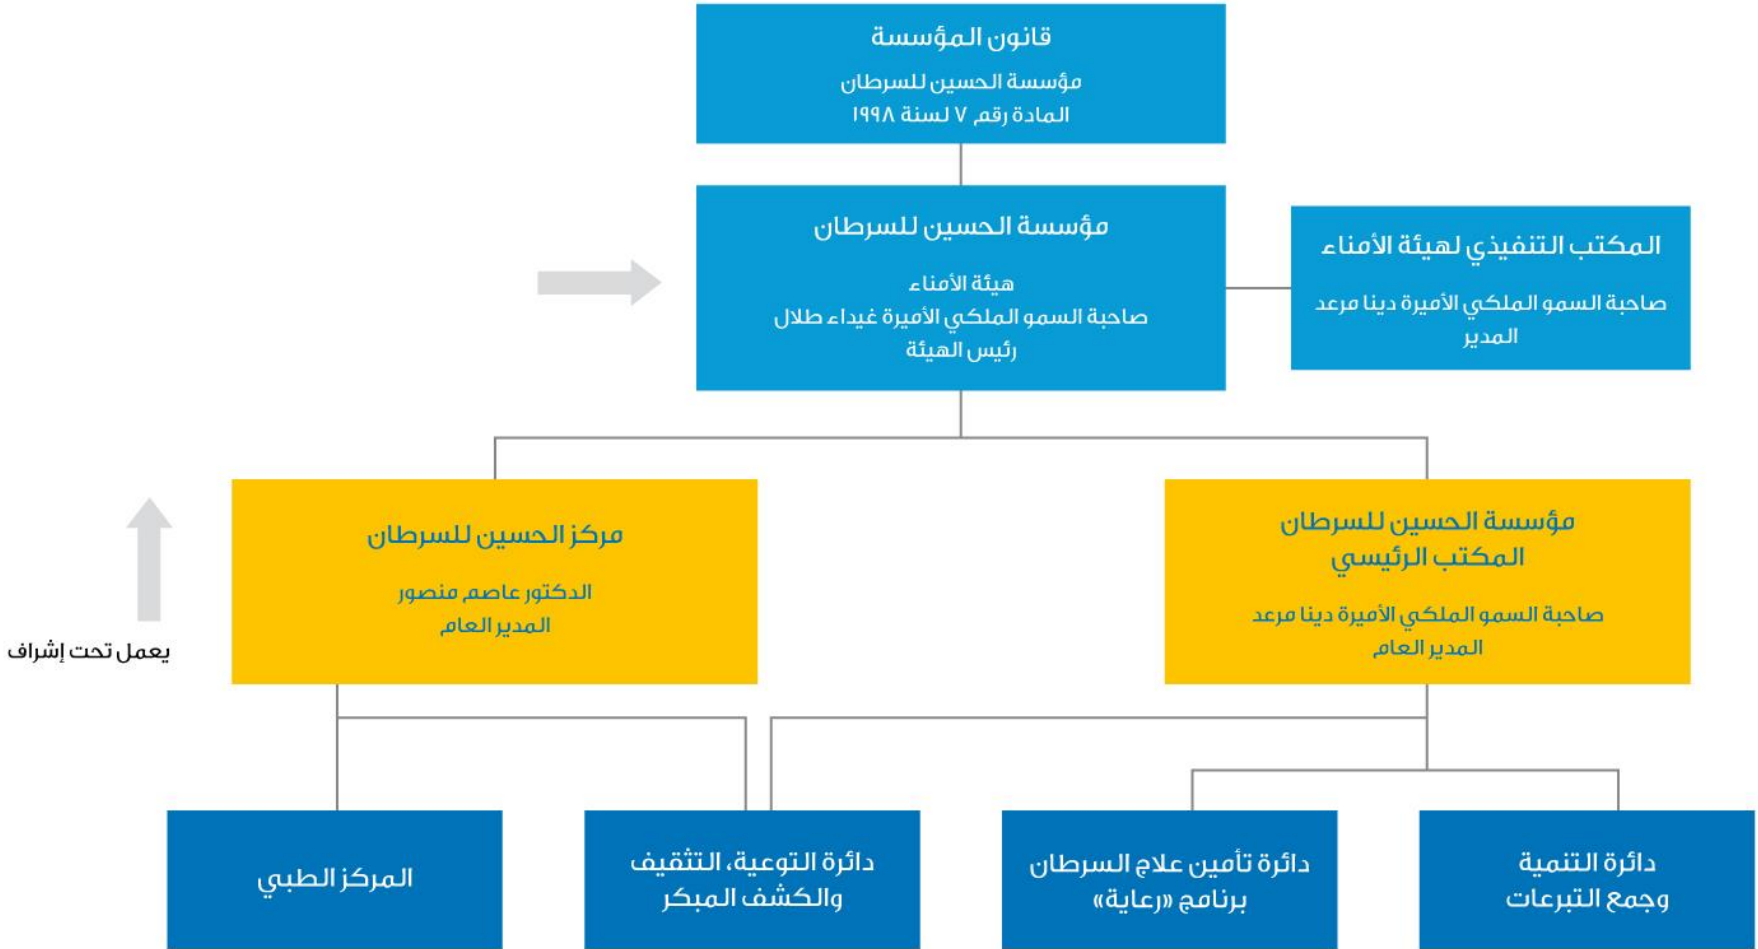 قانون المؤسسة
مؤسسة الحسين للسرطان
المادة رقم ٧ لسنة ١٩٩٨
مؤسسة الحسين للسرطان
هيئة الأمناء
صاحبة السمو الملكي الأميرة غيداء طلال
رئيس الهيئة
المكتب التنفيذي لهيئة الأمناء
صاحبة السمو الملكي الأميرة دينا مرعد
المدير
مؤسسة الحسين للسرطان
المكتب الرئيسي
صاحبة السمو الملكي الأميرة دينا مرعد
المدير العام
مركز الحسين للسرطان
الدكتور عاصم منصور
المدير العام
يعمل تحت إشراف
دائرة التنمية
وجمع التبرعات
دائرة تأمين علاج السرطان
برنامج «رعاية»
دائرة التوعية، التثقيف
والكشف المبكر
المركز الطبي